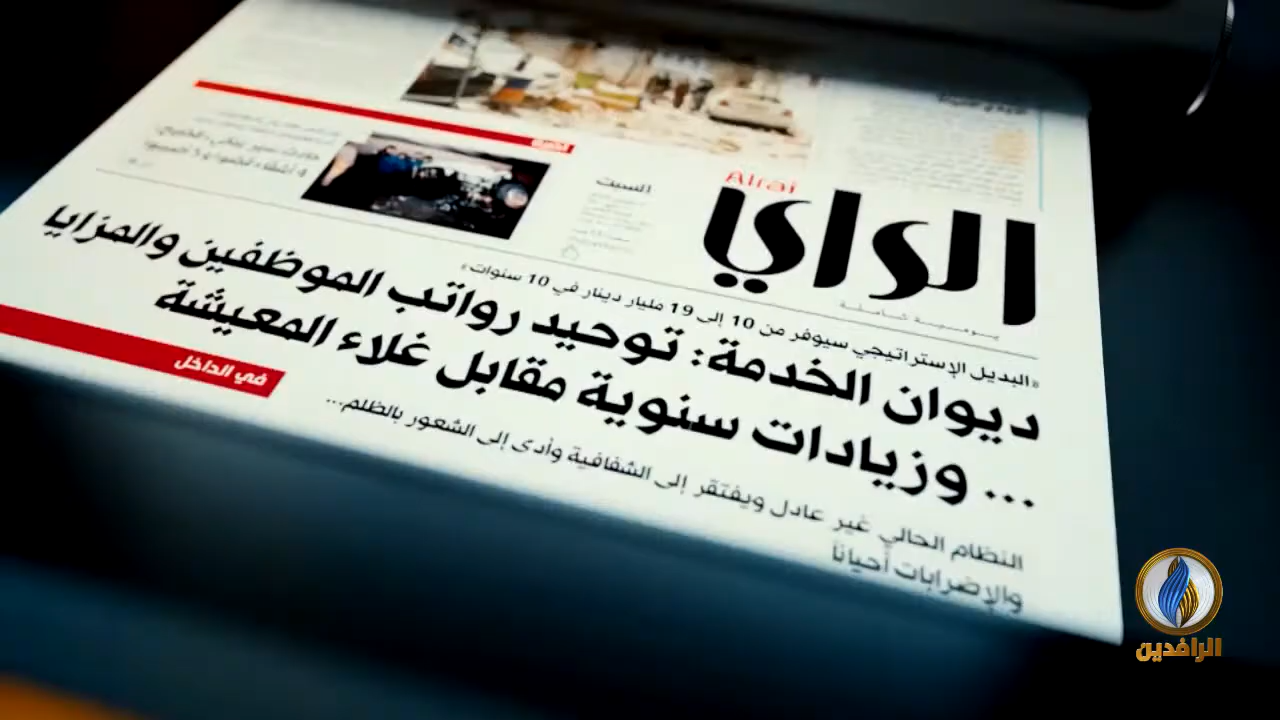 Alrai
الراي
يومية شاملة
السبت
«البديل الإستراتيجي سيوفر من 10 إلى 19 مليار دينار في 10 سنوات»
ديوان الخدمة: توحيد رواتب الموظفين والمزايا
... وزيادات سنوية مقابل غلاء المعيشة
في الداخل
النظام الحالي غير عادل ويفتقر إلى الشفافية وأدى إلى الشعور بالظلم...
والإضرابات أحياناً
الرافدين